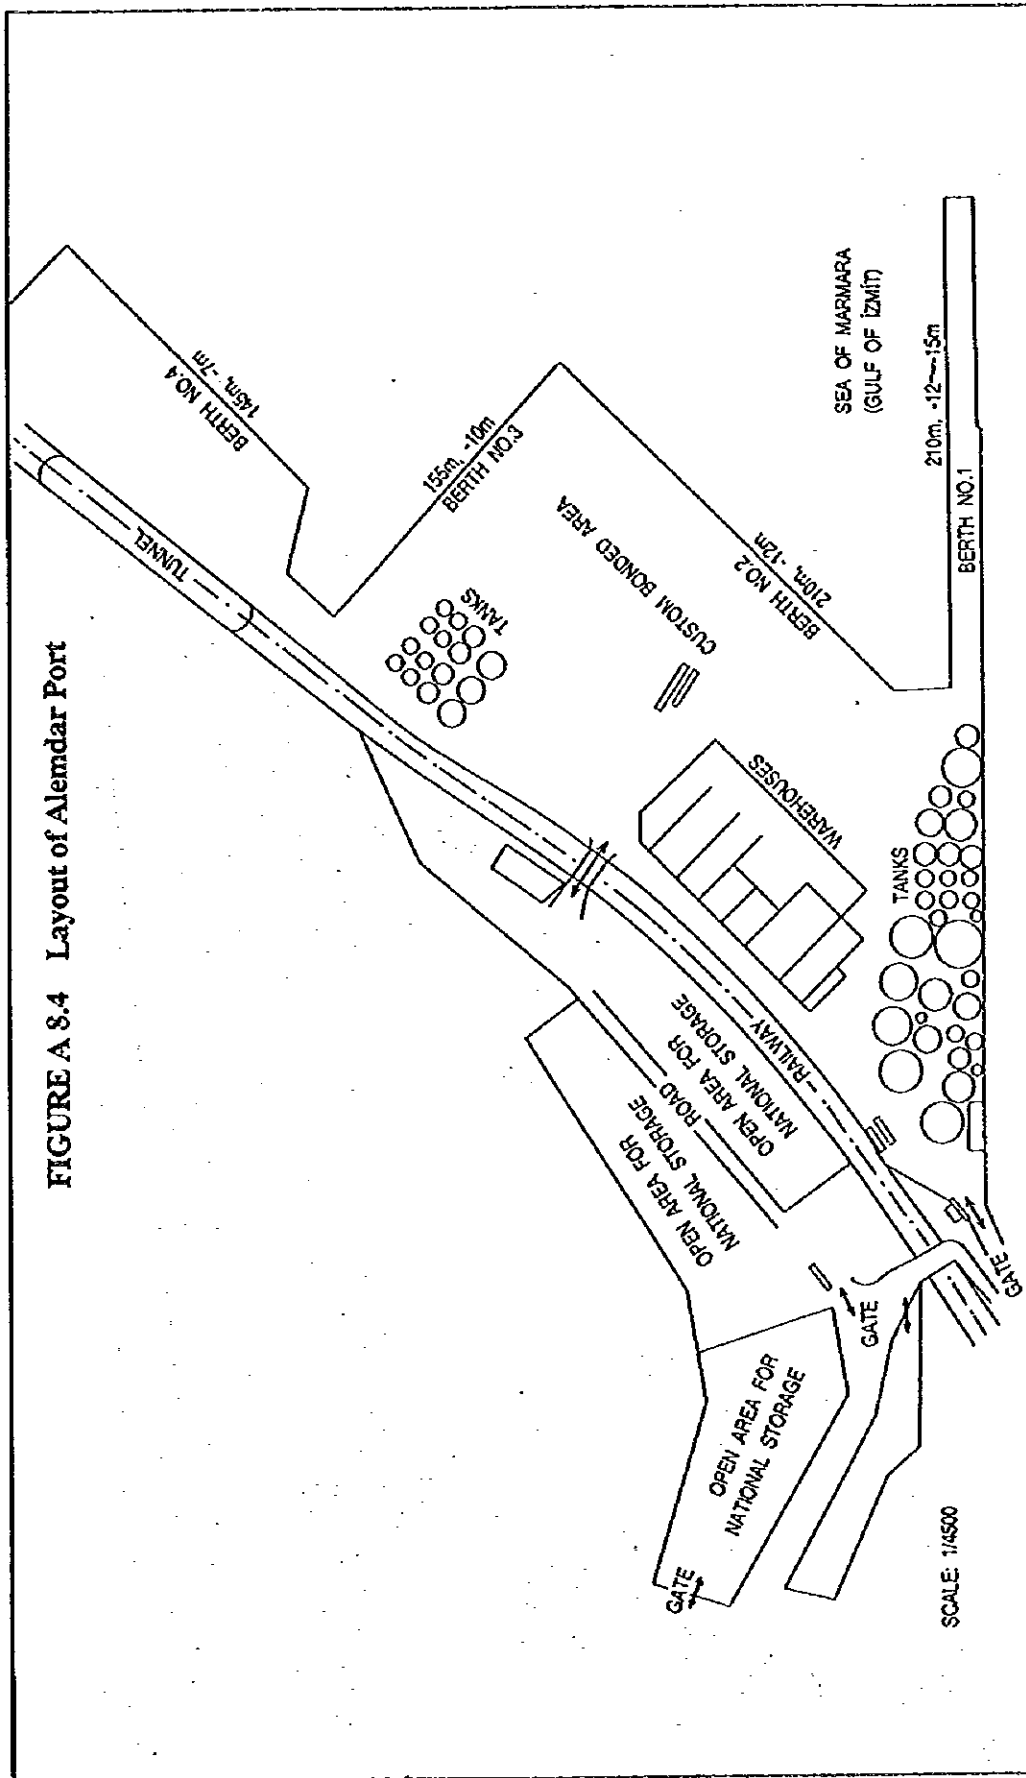 FIGURE A 8.4 Layout of Alemdar Port
TUNNEL
BERTH NO.4
145m, -7m
155m, -10m
BERTH NO.3
TANKS
CUSTOM BONDED AREA
BERTH NO.2
210m, -12m
SEA OF MARMARA
(GULF OF İZMİT)
210m, -12~-15m
BERTH NO.1
WAREHOUSES
TANKS
RAILWAY
OPEN AREA FOR
NATIONAL STORAGE
ROAD
OPEN AREA FOR
NATIONAL STORAGE
OPEN AREA FOR
NATIONAL STORAGE
GATE
GATE
GATE
SCALE: 1/4500